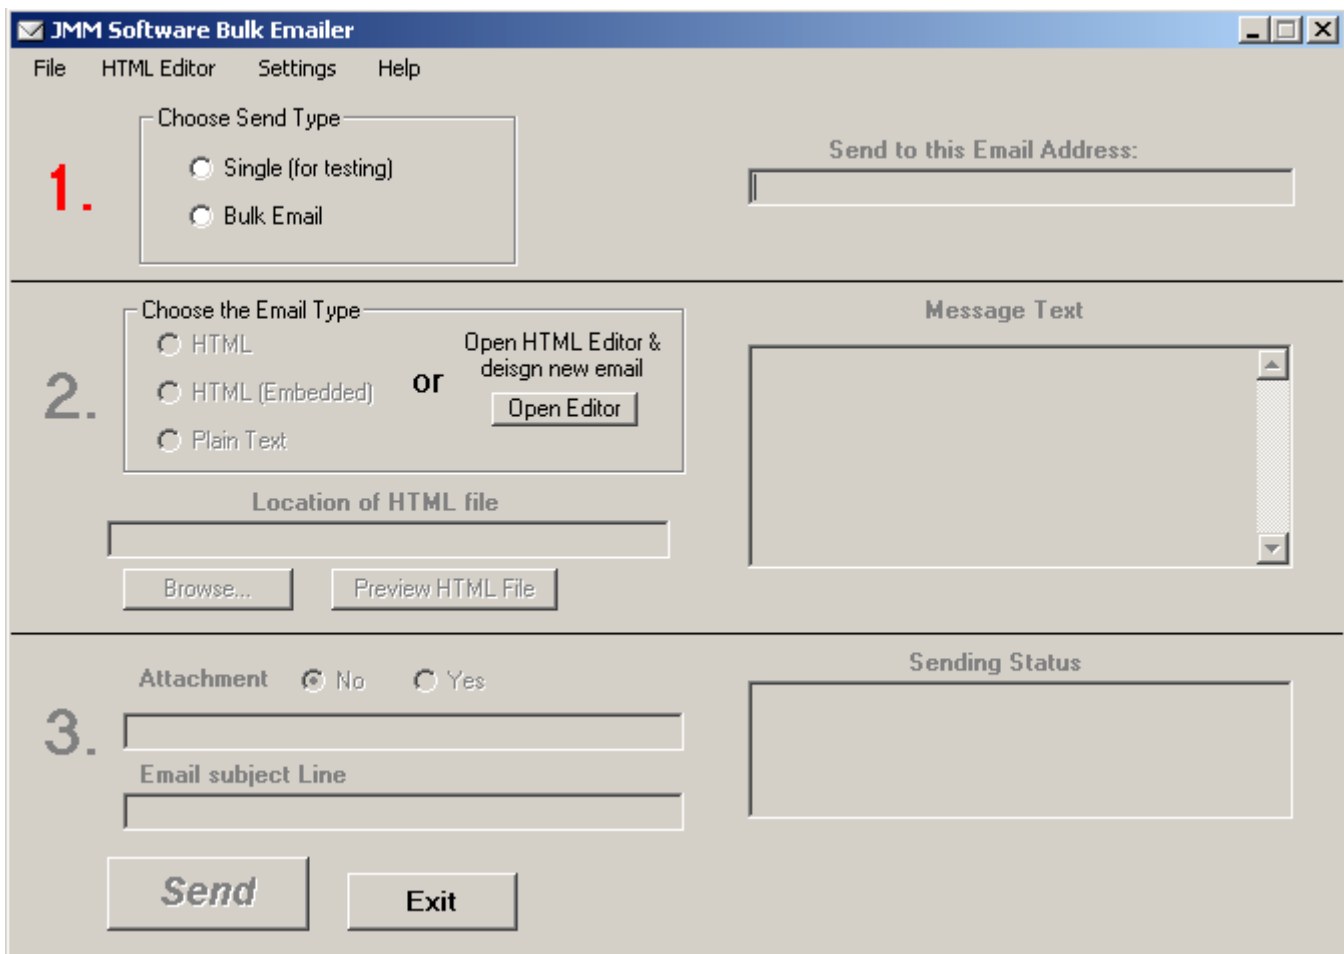 JMM Software Bulk Emailer
File HTML Editor Settings Help
1.
Choose Send Type
Single (for testing)
Bulk Email
Send to this Email Address:
2.
Choose the Email Type
HTML
HTML (Embedded)
Plain Text
or
Open HTML Editor &
deisgn new email
Open Editor
Location of HTML file
Browse...
Preview HTML File
Message Text
3.
Attachment No Yes
Email subject Line
Sending Status
Send
Exit